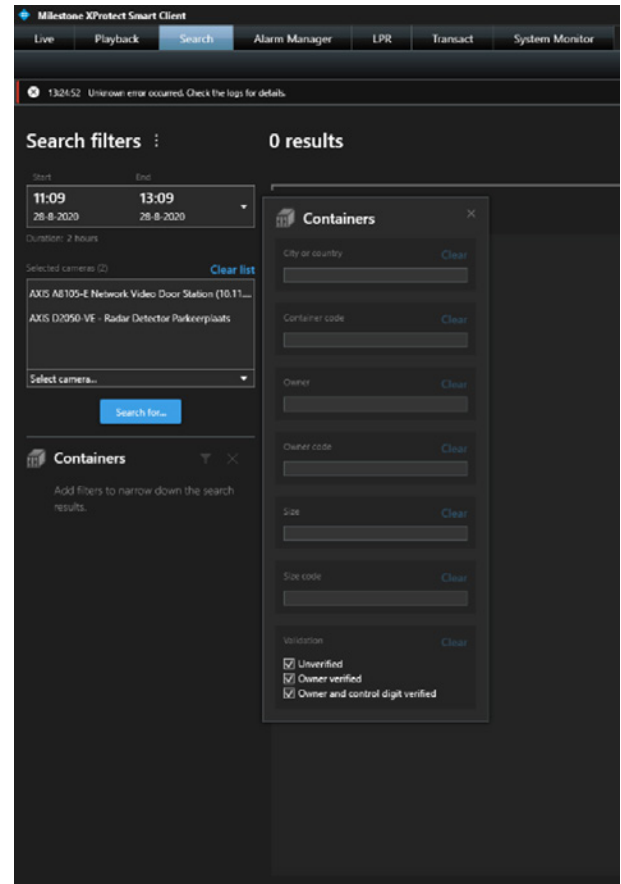 Milestone XProtect Smart Client
Live Playback Search Alarm Manager LPR Transact System Monitor
13:24:52 Unknown error occurred. Check the logs for details.
Search filters
0 results
Start End
11:09 13:09
28-8-2020 28-8-2020
Duration: 2 hours
Selected cameras (2) Clear list
AXIS A8105-E Network Video Door Station (10.11....
AXIS D2050-VE - Radar Detector Parkeerplaats
Select camera...
Search for...
Containers
Add filters to narrow down the search
results.
Containers
City or country Clear
Container code Clear
Owner Clear
Owner code Clear
Size Clear
Size code Clear
Validation Clear
Unverified
Owner verified
Owner and control digit verified